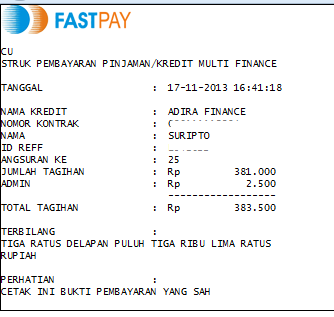 FASTPAY
CU
STRUK PEMBAYARAN PINJAMAN/KREDIT MULTI FINANCE
TANGGAL : 17-11-2013 16:41:18
NAMA KREDIT : ADIRA FINANCE
NOMOR KONTRAK :
NAMA : SURIPTO
ID REFF :
ANGSURAN KE : 25
JUMLAH TAGIHAN : Rp 381.000
ADMIN : Rp 2.500
--------------------
TOTAL TAGIHAN : Rp 383.500
TERBILANG :
TIGA RATUS DELAPAN PULUH TIGA RIBU LIMA RATUS
RUPIAH
PERHATIAN :
CETAK INI BUKTI PEMBAYARAN YANG SAH